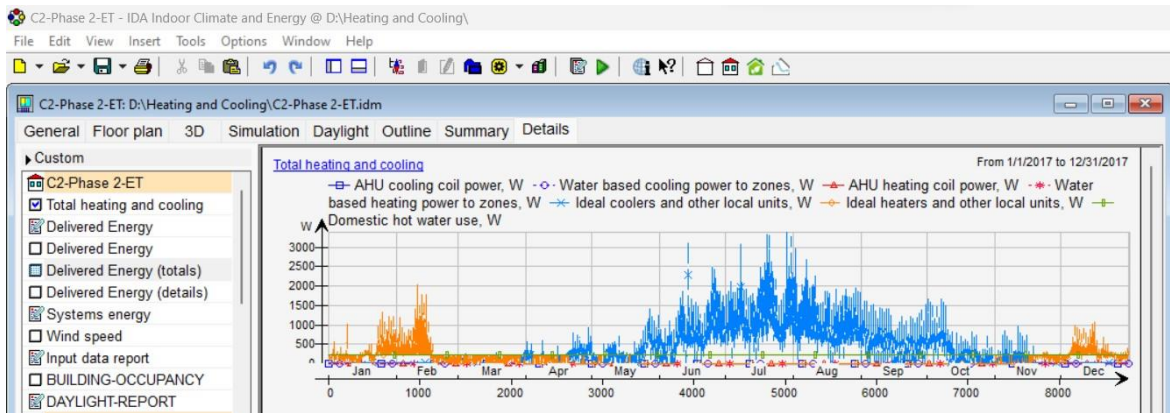 C2-Phase 2-ET - IDA Indoor Climate and Energy @ D:\Heating and Cooling\
File Edit View Insert Tools Options Window Help
C2-Phase 2-ET: D:\Heating and Cooling\C2-Phase 2-ET.idm
General Floor plan 3D Simulation Daylight Outline Summary Details
Custom
C2-Phase 2-ET
Total heating and cooling
Delivered Energy
Delivered Energy
Delivered Energy (totals)
Delivered Energy (details)
Systems energy
Wind speed
Input data report
BUILDING-OCCUPANCY
DAYLIGHT-REPORT
Total heating and cooling
From 1/1/2017 to 12/31/2017
AHU cooling coil power, W Water based cooling power to zones, W AHU heating coil power, W Water
based heating power to zones, W Ideal coolers and other local units, W Ideal heaters and other local units, W
Domestic hot water use, W
W
3000
2500
2000
1500
1000
500
Jan Feb Mar Apr May Jun Jul Aug Sep Oct Nov Dec
0 1000 2000 3000 4000 5000 6000 7000 8000